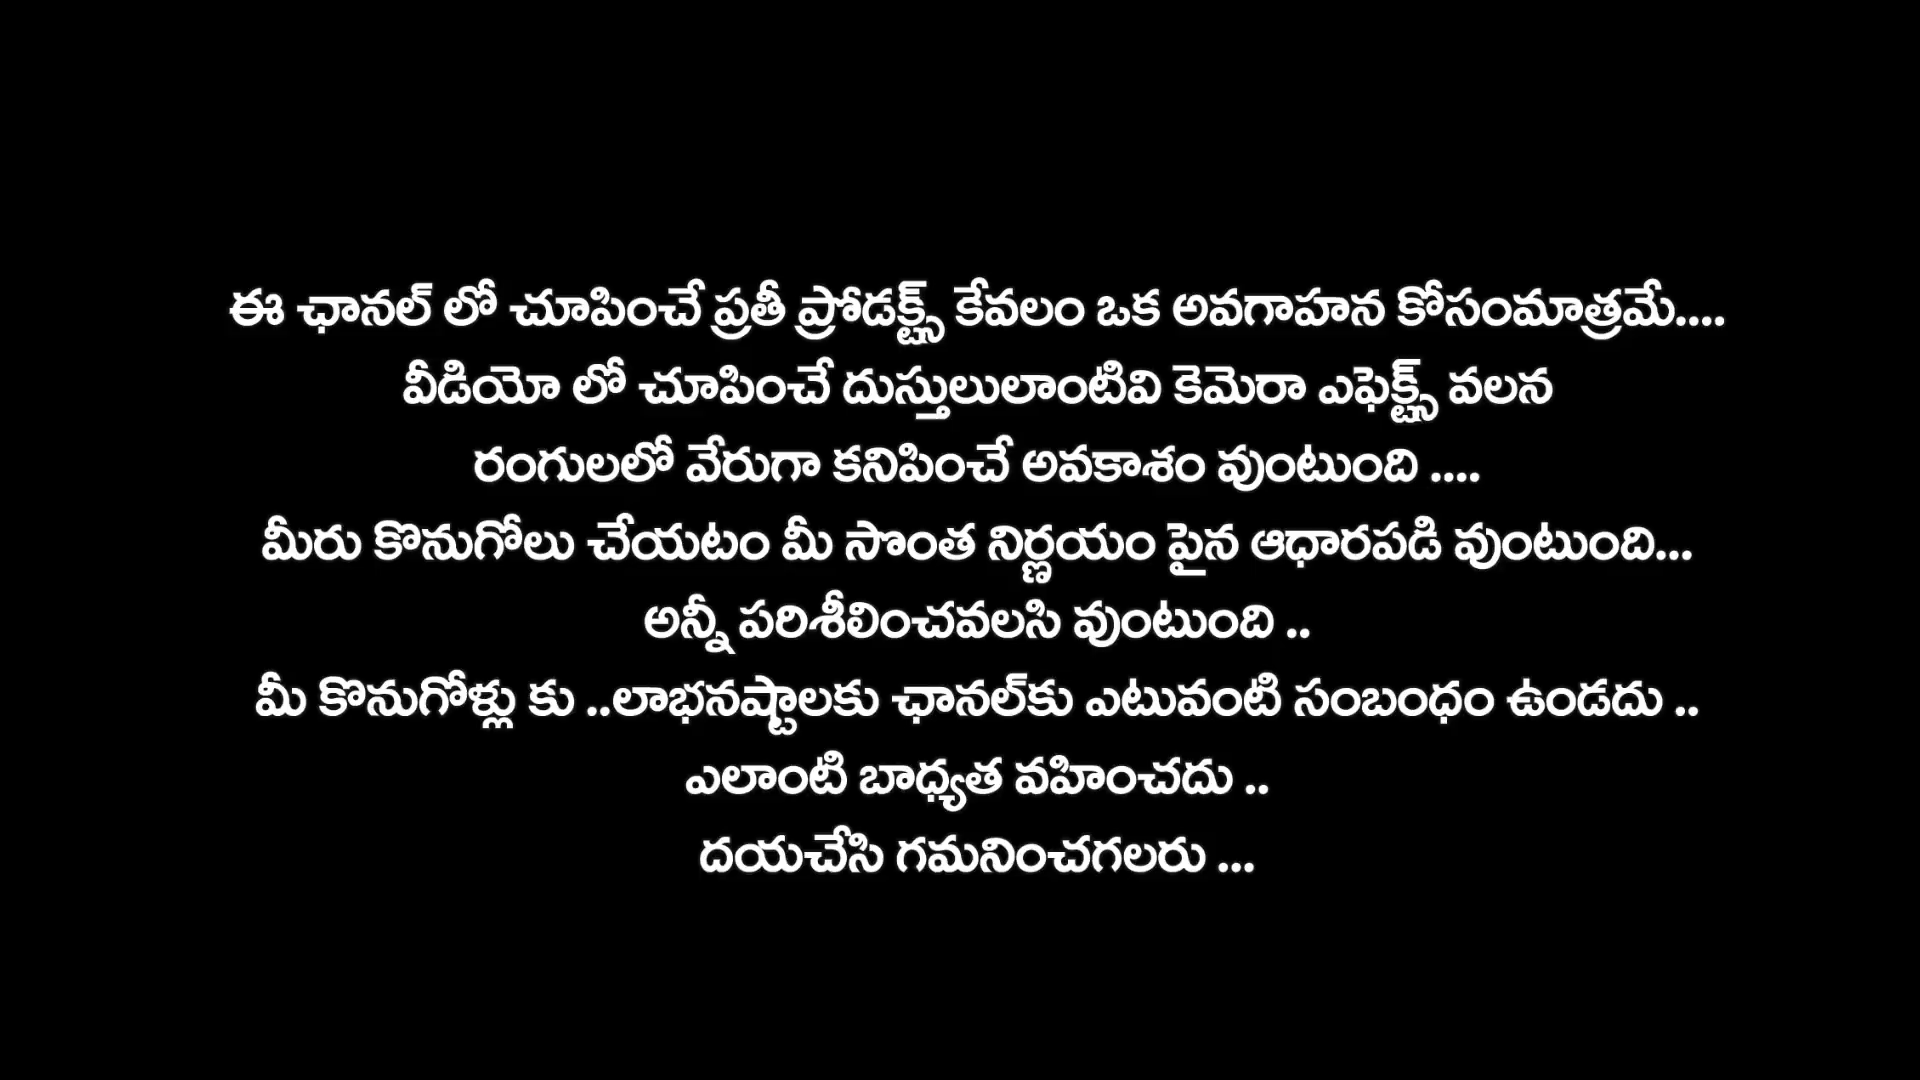 ఈ ఛానల్ లో చూపించే ప్రతీ ప్రోడక్ట్స్ కేవలం ఒక అవగాహన కోసంమాత్రమే....
వీడియో లో చూపించే దుస్తులులాంటివి కెమెరా ఎఫెక్ట్స్ వలన
రంగులలో వేరుగా కనిపించే అవకాశం వుంటుంది ....
మీరు కొనుగోలు చేయటం మీ సొంత నిర్ణయం పైన ఆధారపడి వుంటుంది...
అన్నీ పరిశీలించవలసి వుంటుంది ..
మీ కొనుగోళ్లు కు ..లాభనష్టాలకు ఛానల్‌కు ఎటువంటి సంబంధం ఉండదు ..
ఎలాంటి బాధ్యత వహించదు ..
దయచేసి గమనించగలరు ...